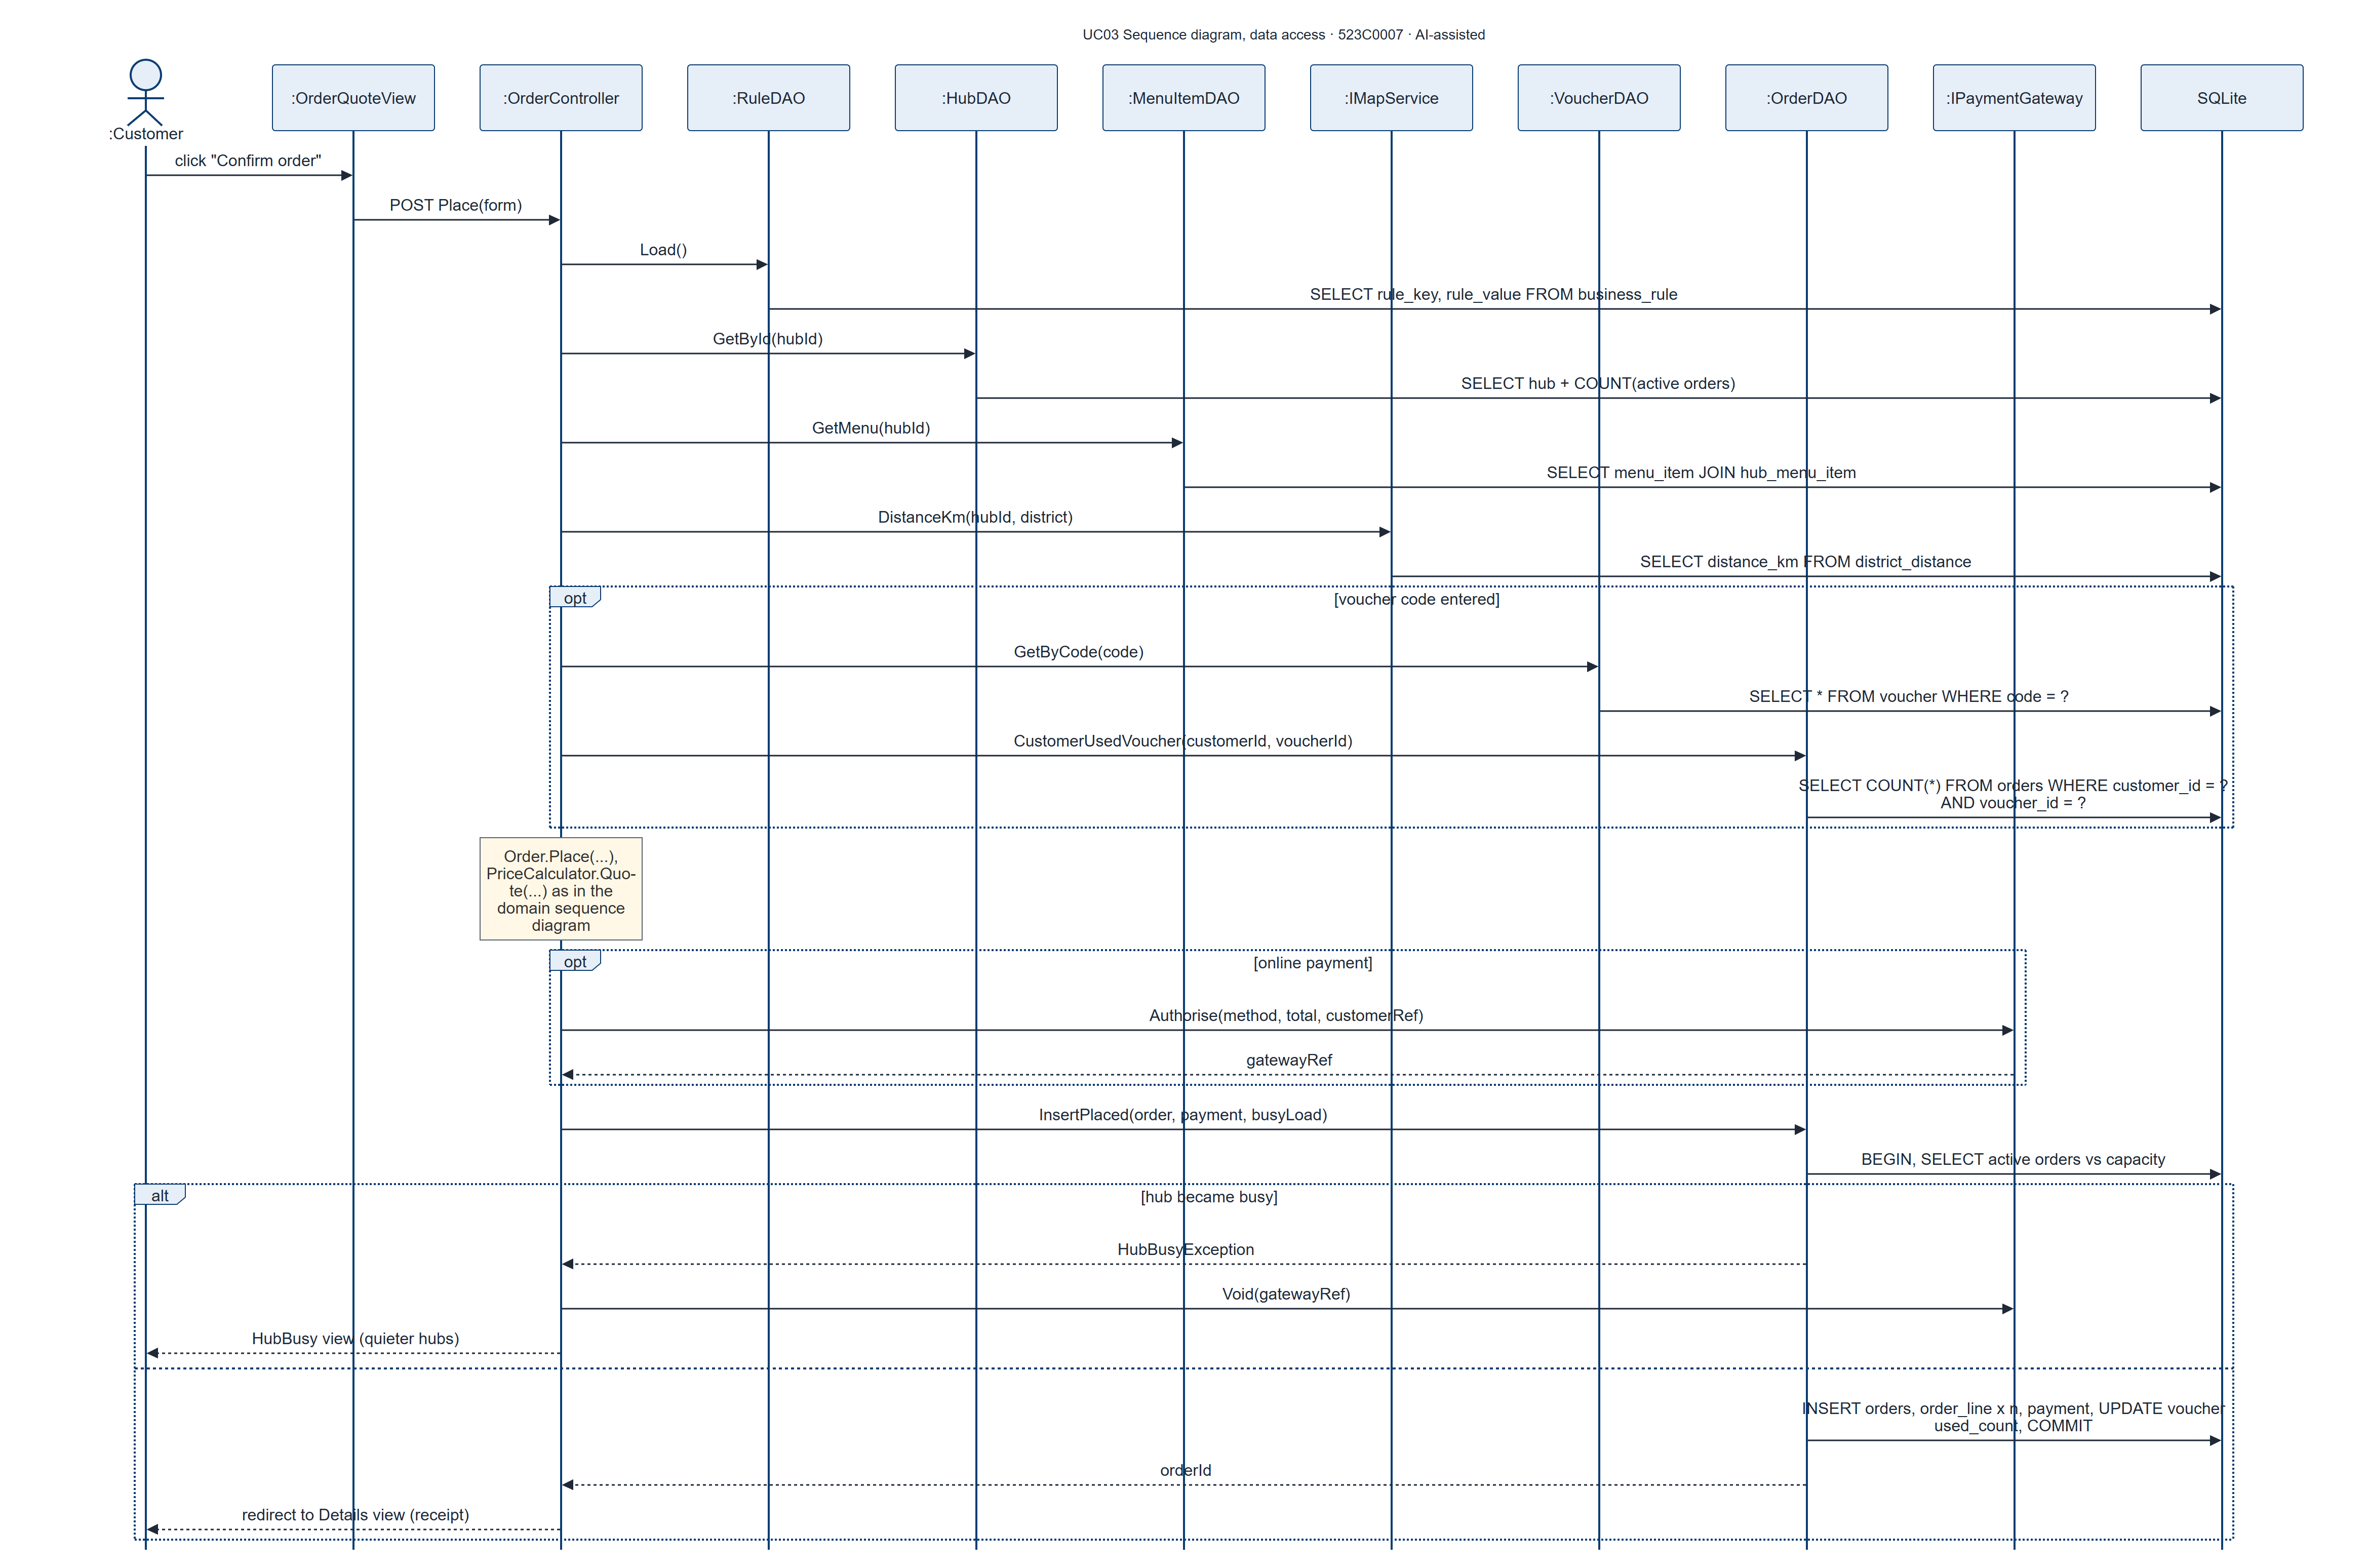 UC03 Sequence diagram, data access · 523C0007 · AI-assisted
:Customer
:OrderQuoteView
:OrderController
:RuleDAO
:HubDAO
:MenuItemDAO
:IMapService
:VoucherDAO
:OrderDAO
:IPaymentGateway
SQLite
click "Confirm order"
POST Place(form)
Load()
SELECT rule_key, rule_value FROM business_rule
GetById(hubId)
SELECT hub + COUNT(active orders)
GetMenu(hubId)
SELECT menu_item JOIN hub_menu_item
DistanceKm(hubId, district)
SELECT distance_km FROM district_distance
opt
[voucher code entered]
GetByCode(code)
SELECT * FROM voucher WHERE code = ?
CustomerUsedVoucher(customerId, voucherId)
SELECT COUNT(*) FROM orders WHERE customer_id = ?
AND voucher_id = ?
Order.Place(...),
PriceCalculator.Quo-
te(...) as in the
domain sequence
diagram
opt
[online payment]
Authorise(method, total, customerRef)
gatewayRef
InsertPlaced(order, payment, busyLoad)
BEGIN, SELECT active orders vs capacity
alt
[hub became busy]
HubBusyException
Void(gatewayRef)
HubBusy view (quieter hubs)
INSERT orders, order_line x n, payment, UPDATE voucher
used_count, COMMIT
orderId
redirect to Details view (receipt)